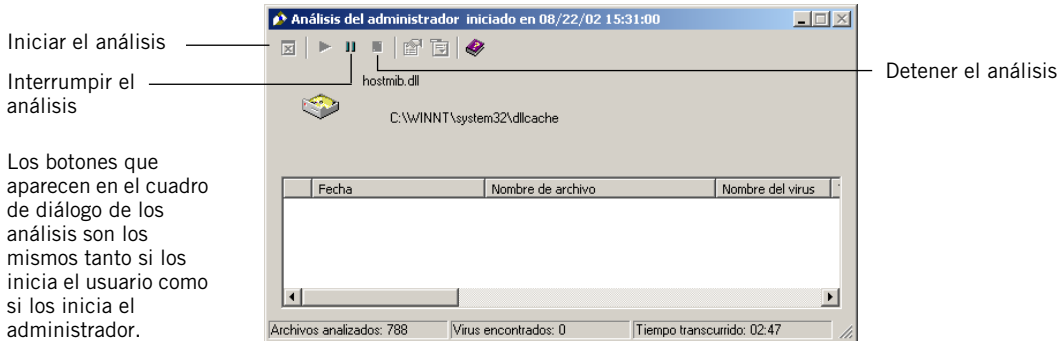 Análisis del administrador iniciado en 08/22/02 15:31:00
Iniciar el análisis
Interrumpir el
análisis
Detener el análisis
hostmib.dll
C:\WINNT\system32\dllcache
Los botones que
aparecen en el cuadro
de diálogo de los
análisis son los
mismos tanto si los
inicia el usuario como
si los inicia el
administrador.
Fecha
Nombre de archivo
Nombre del virus
Archivos analizados: 788
Virus encontrados: 0
Tiempo transcurrido: 02:47